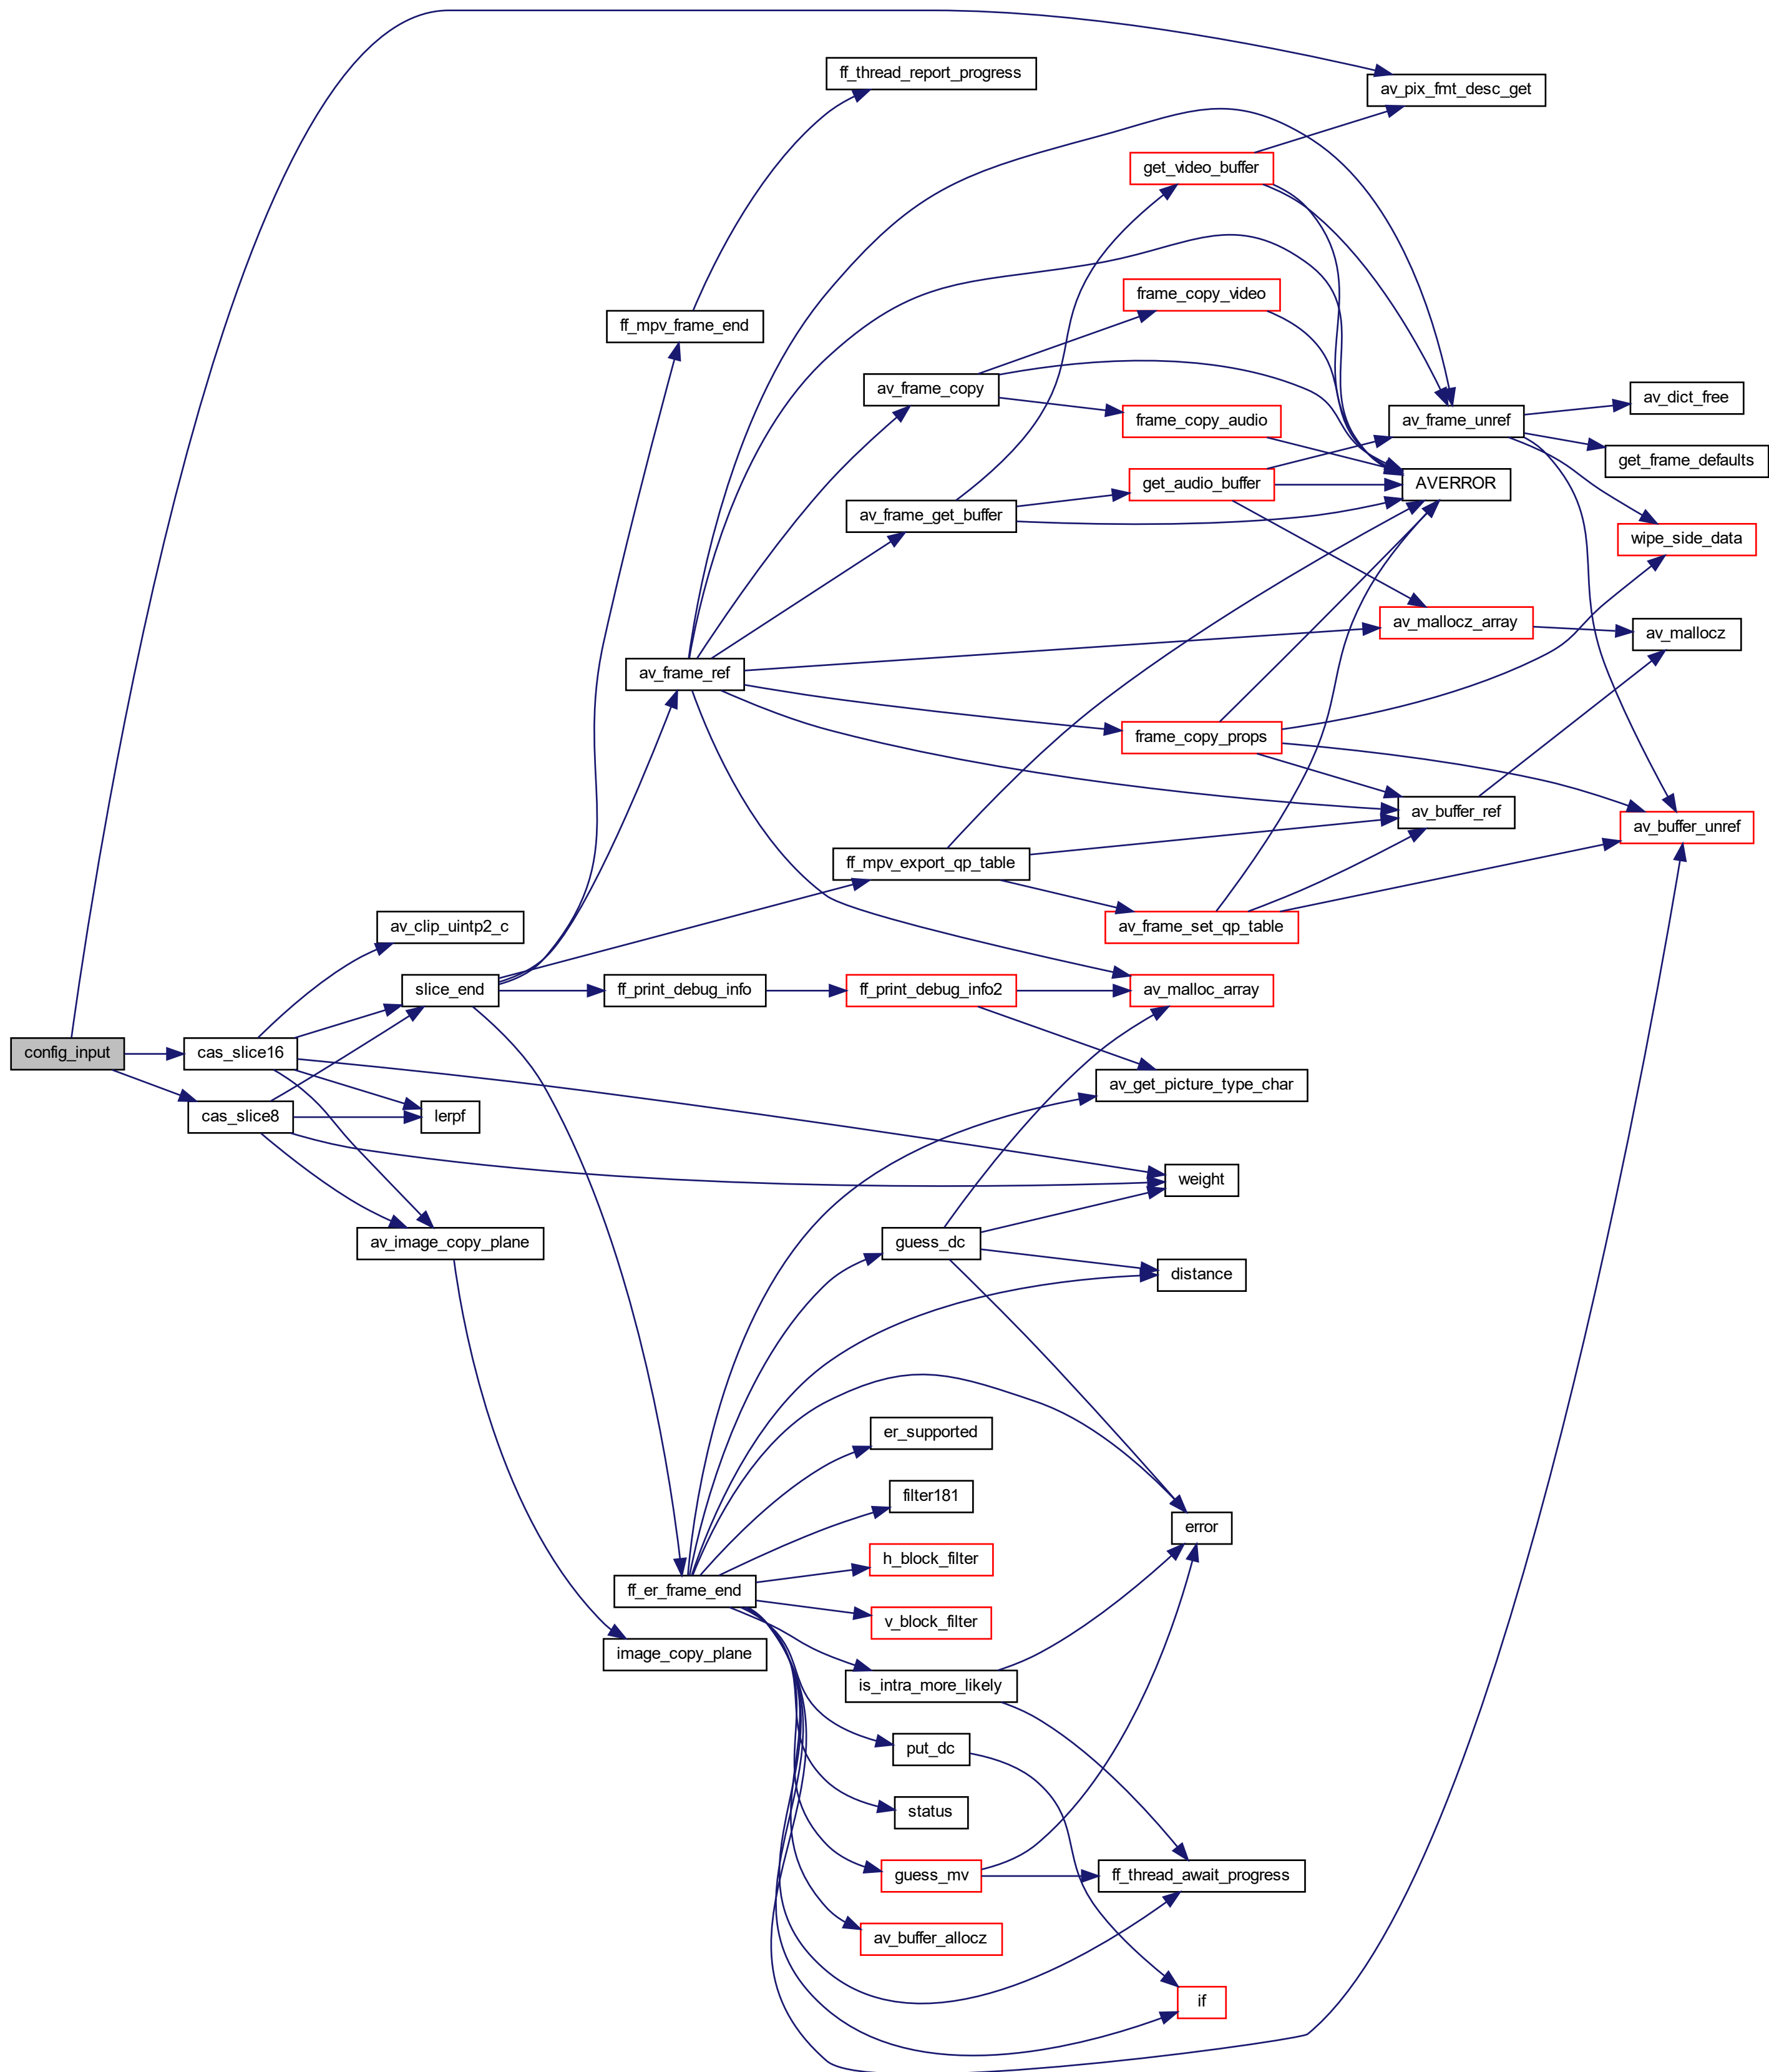 ff_thread_report_progress
av_pix_fmt_desc_get
get_video_buffer
frame_copy_video
ff_mpv_frame_end
av_frame_copy
av_dict_free
frame_copy_audio
av_frame_unref
get_frame_defaults
get_audio_buffer
AVERROR
av_frame_get_buffer
wipe_side_data
av_mallocz_array
av_mallocz
av_frame_ref
frame_copy_props
av_buffer_ref
av_buffer_unref
ff_mpv_export_qp_table
av_clip_uintp2_c
av_frame_set_qp_table
slice_end
ff_print_debug_info
ff_print_debug_info2
av_malloc_array
config_input
cas_slice16
av_get_picture_type_char
cas_slice8
lerpf
weight
av_image_copy_plane
guess_dc
distance
er_supported
filter181
error
h_block_filter
ff_er_frame_end
v_block_filter
image_copy_plane
is_intra_more_likely
put_dc
status
guess_mv
ff_thread_await_progress
av_buffer_allocz
if